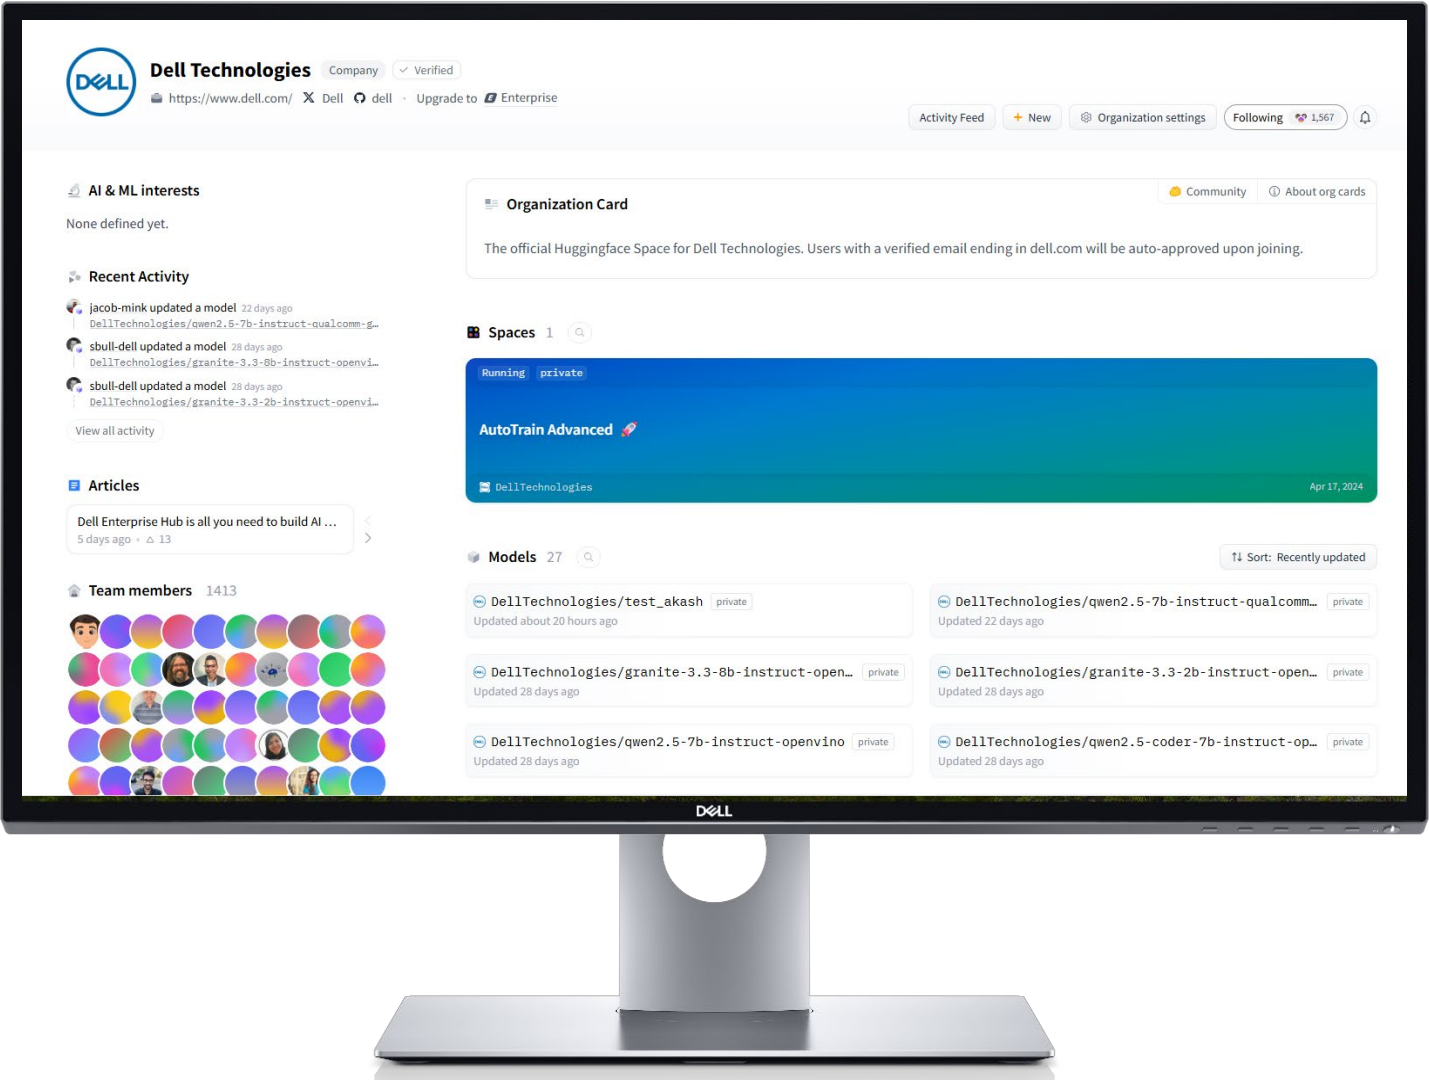 DELL
Dell Technologies Company Verified
https://www.dell.com/ Dell dell · Upgrade to Enterprise
Activity Feed + New Organization settings Following 1,567
AI & ML interests
None defined yet.
Recent Activity
jacob-mink updated a model 22 days ago
DellTechnologies/qwen2.5-7b-instruct-qualcomm-g…
sbull-dell updated a model 28 days ago
DellTechnologies/granite-3.3-8b-instruct-openvi…
sbull-dell updated a model 28 days ago
DellTechnologies/granite-3.3-2b-instruct-openvi…
View all activity
Articles
Dell Enterprise Hub is all you need to build AI …
5 days ago • 13
Team members 1413
Community About org cards
Organization Card
The official Huggingface Space for Dell Technologies. Users with a verified email ending in dell.com will be auto-approved upon joining.
Spaces 1
Running private
AutoTrain Advanced 🚀
DellTechnologies Apr 17, 2024
Models 27 Sort: Recently updated
DellTechnologies/test_akash private
Updated about 20 hours ago
DellTechnologies/qwen2.5-7b-instruct-qualcomm… private
Updated 22 days ago
DellTechnologies/granite-3.3-8b-instruct-open… private
Updated 28 days ago
DellTechnologies/granite-3.3-2b-instruct-open… private
Updated 28 days ago
DellTechnologies/qwen2.5-7b-instruct-openvino private
Updated 28 days ago
DellTechnologies/qwen2.5-coder-7b-instruct-op… private
Updated 28 days ago
DELL